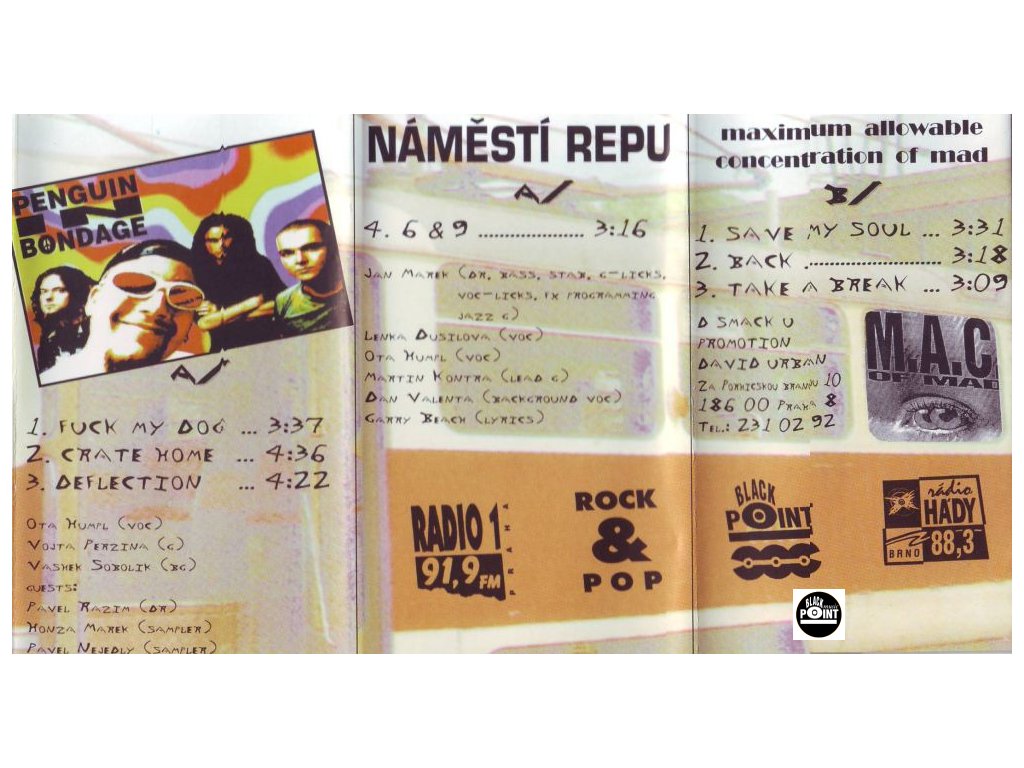 PENGUIN
N
BONDAGE
A/
1. FUCK MY DOG ... 3:37
2. CRATE HOME ... 4:36
3. DEFLECTION ... 4:22
OTA HUMPL (VOC)
VOJTA PERZINA (G)
VASHEK SOBOLIK (BG)
GUESTS:
PAVEL RAZIM (DR)
HONZA MAREK (SAMPLER)
PAVEL NEJEDLY (SAMPLER)
NÁMĚSTÍ REPU
A/
4. 6 & 9 ................... 3:16
JAN MAREK (DR, BASS, STAB, G-LICKS,
VOC-LICKS, FX PROGRAMMING
JAZZ G)
LENKA DUSILOVA (VOC)
OTA HUMPL (VOC)
MARTIN KONTRA (LEAD G)
DAN VALENTA (BACKGROUND VOC)
GARRY BEACH (LYRICS)
RADIO 1
91,9 FM
PRAHA
ROCK
&
POP
maximum allowable
concentration of mad
B/
1. SAVE MY SOUL ... 3:31
2. BACK ......................... 3:18
3. TAKE A BREAK ... 3:09
D SMACK U
PROMOTION
DAVID URBAN
ZA PORHICSKOU BRANOU 10
186 00 PRAHA 8
TEL.: 231 02 92
M.A.C
OF MAD
BLACK
POINT
rádio
HÁDY
BRNO 88,3
BLACK
music
POINT